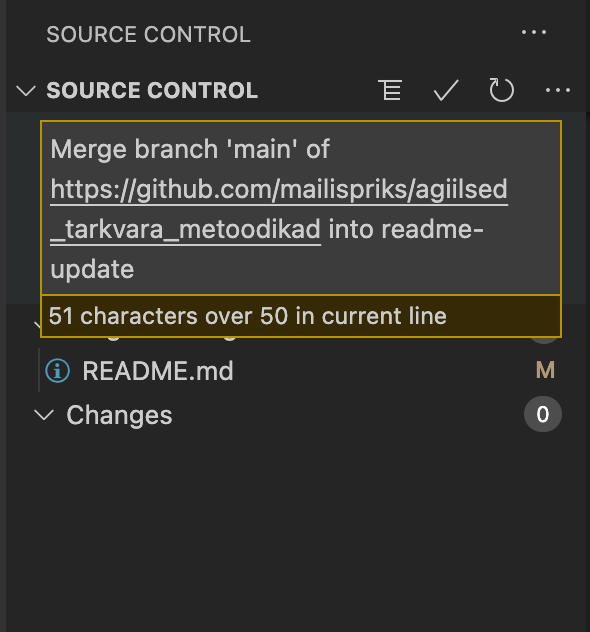 SOURCE CONTROL
SOURCE CONTROL
Merge branch 'main' of
https://github.com/mailispriks/agiilsed
_tarkvara_metoodikad into readme-
update
51 characters over 50 in current line
README.md M
Changes 0